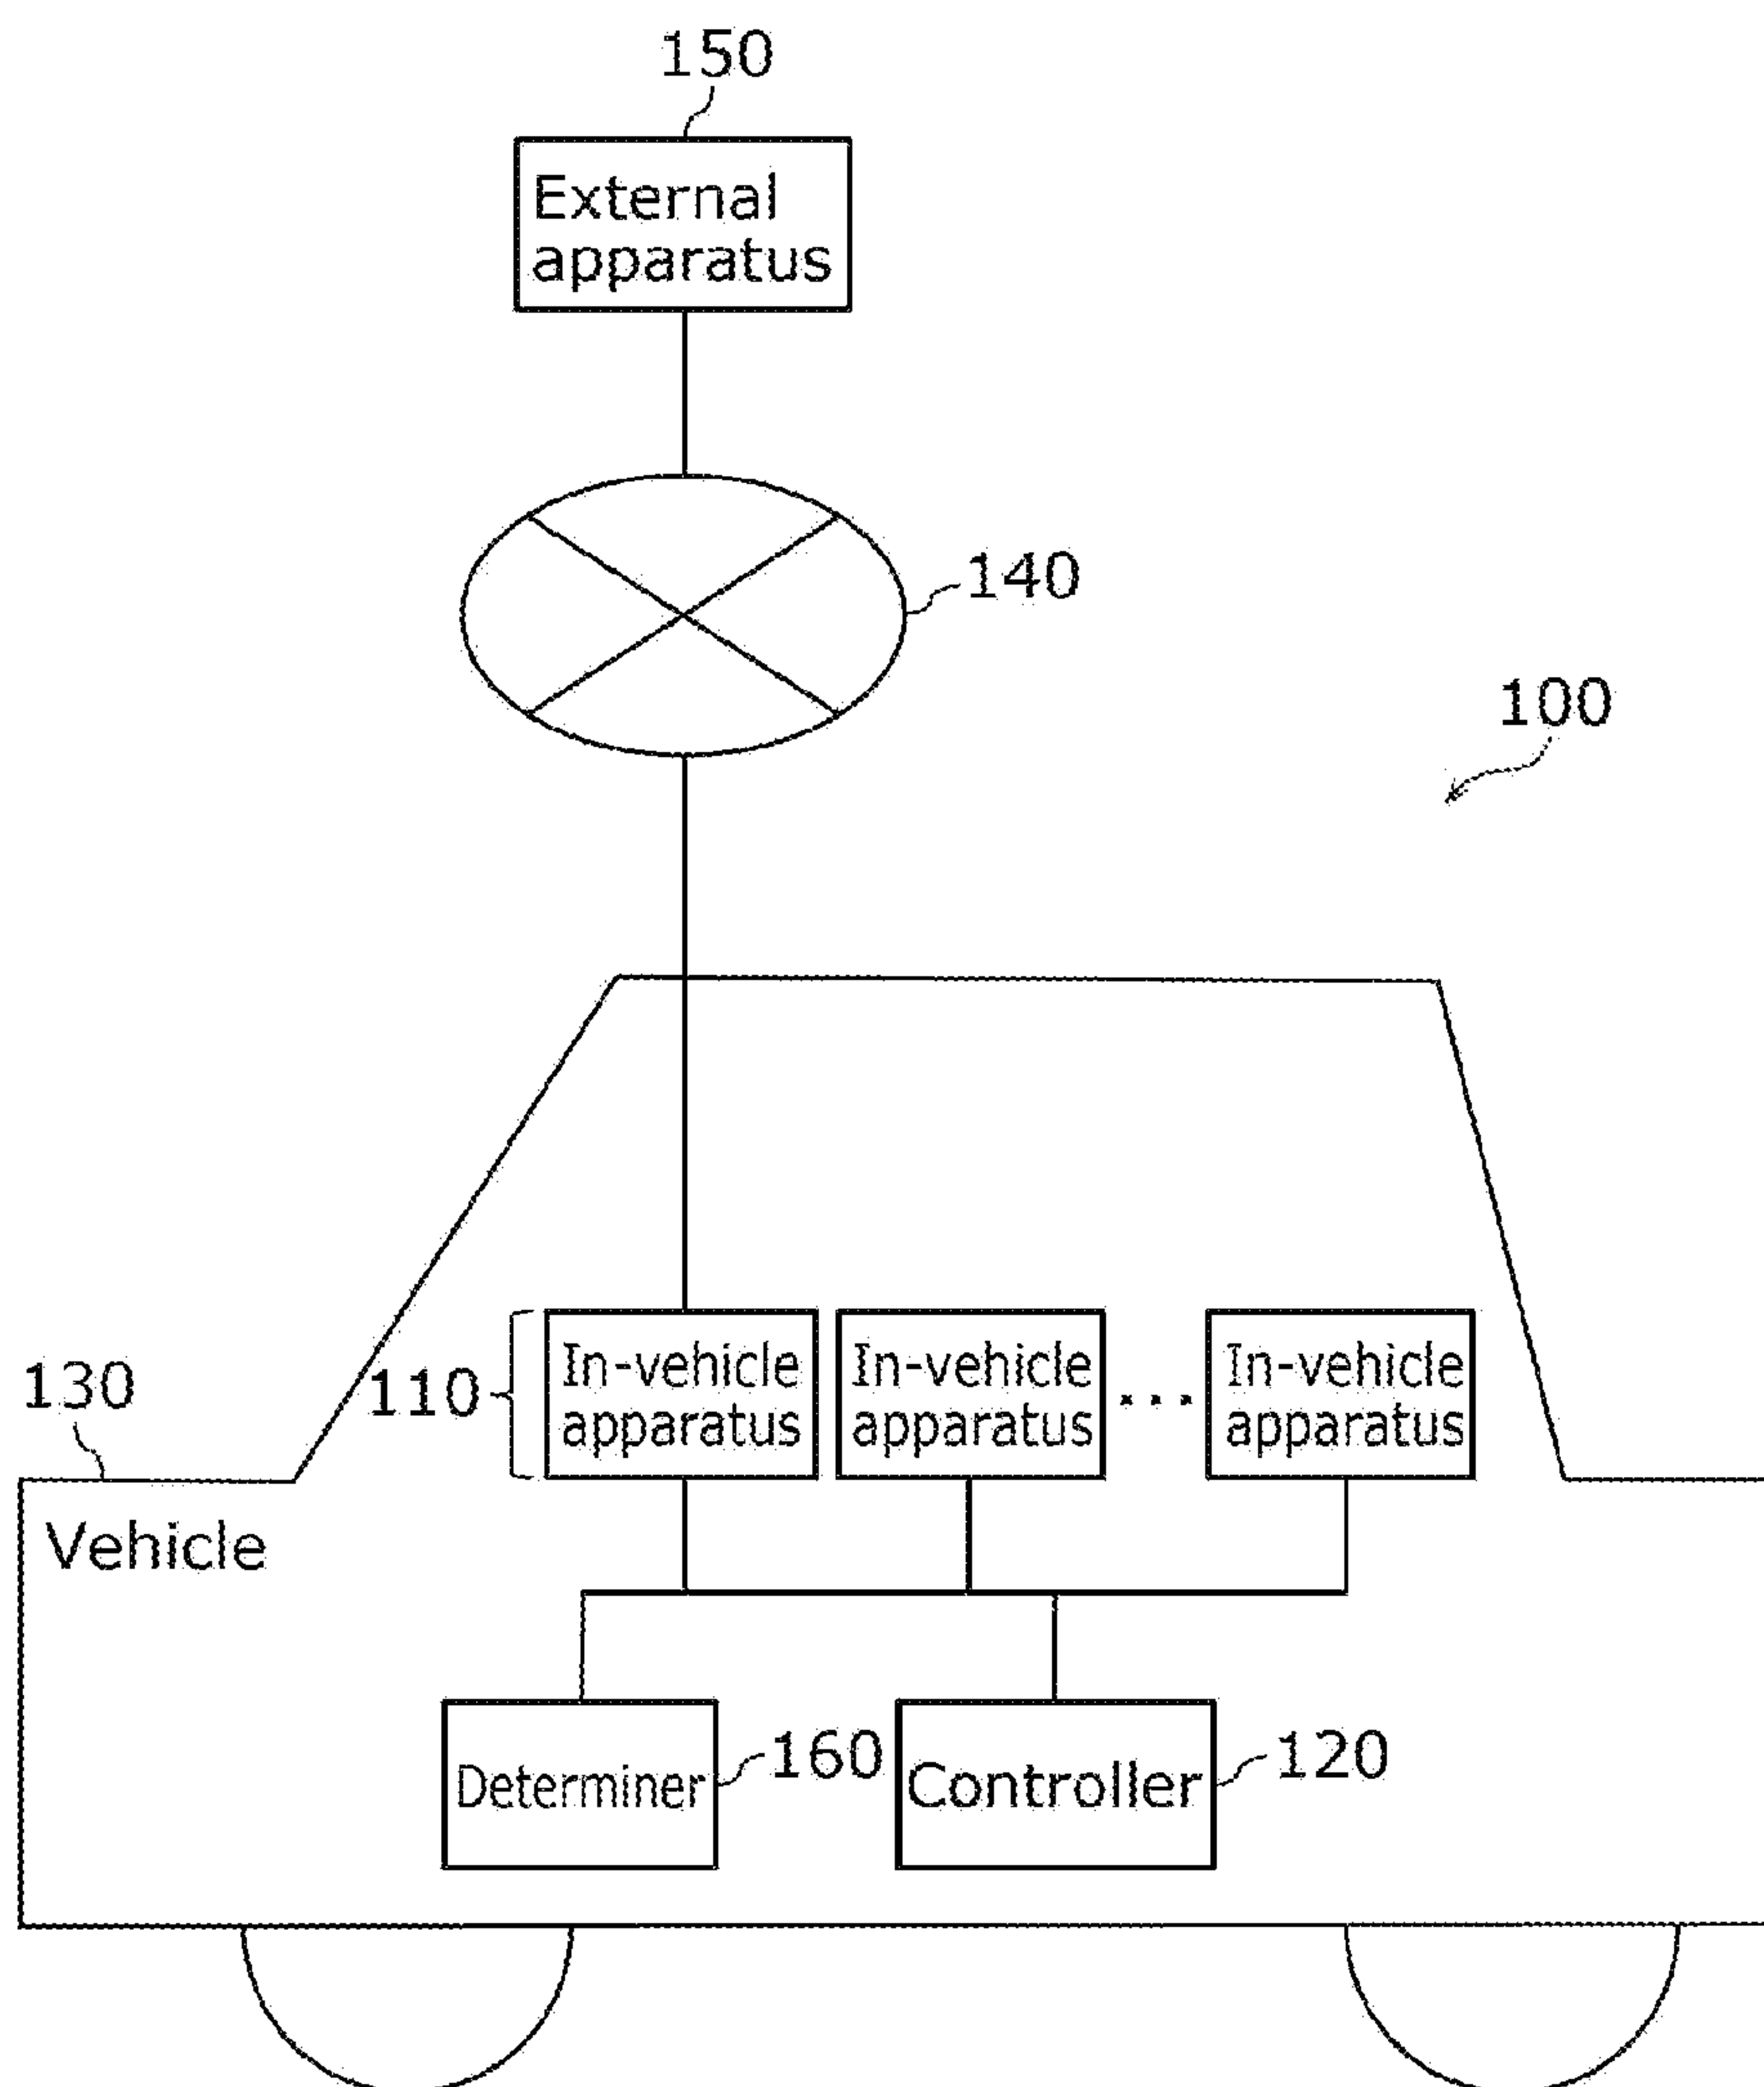 150
External
apparatus
140
100
130
110
In-vehicle
apparatus
In-vehicle
apparatus
...
In-vehicle
apparatus
Vehicle
Determiner
160
Controller
120